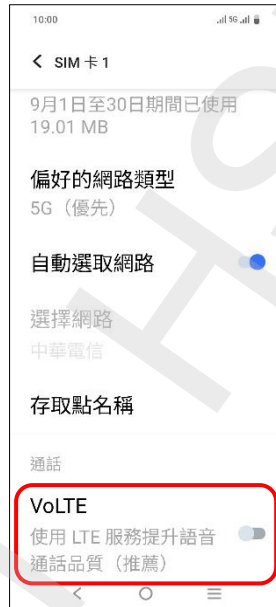 10:00
5G
SIM 卡 1
9月1日至30日期間已使用
19.01 MB
偏好的網路類型
5G（優先）
自動選取網路
選擇網路
中華電信
存取點名稱
通話
VoLTE
使用 LTE 服務提升語音
通話品質（推薦）